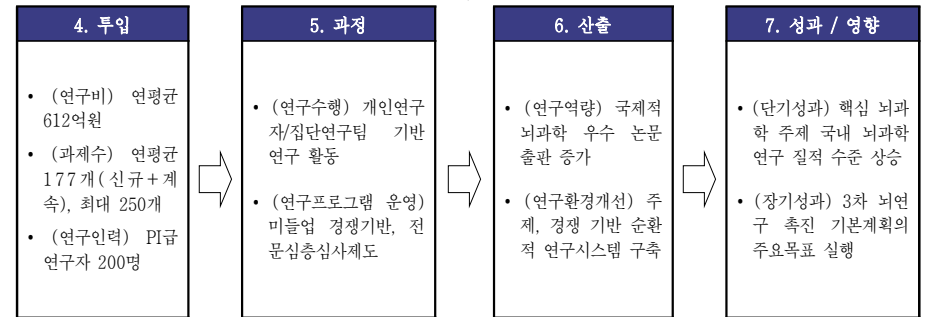 4. 투입
• (연구비) 연평균
612억원
• (과제수) 연평균
177개(신규+계
속), 최대 250개
• (연구인력) PI급
연구자 200명
5. 과정
• (연구수행) 개인연구
자/집단연구팀 기반
연구 활동
• (연구프로그램 운영)
미들업 경쟁기반, 전
문심층심사제도
6. 산출
• (연구역량) 국제적
뇌과학 우수 논문
출판 증가
• (연구환경개선) 주
제, 경쟁 기반 순환
적 연구시스템 구축
7. 성과 / 영향
• (단기성과) 핵심 뇌과
학 주제 국내 뇌과학
연구 질적 수준 상승
• (장기성과) 3차 뇌연
구 촉진 기본계획의
주요목표 실행